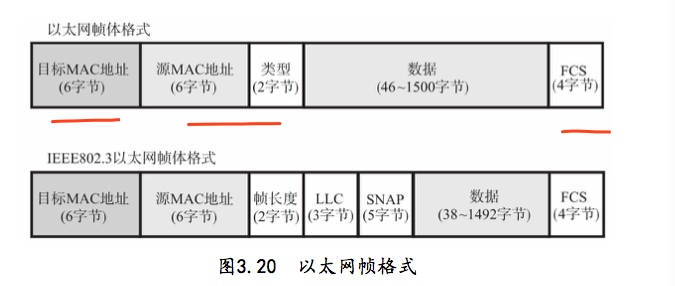 以太网帧体格式
目标MAC地址 源MAC地址 类型 数据 FCS
(6字节) (6字节) (2字节) (46~1500字节) (4字节)
IEEE802.3以太网帧体格式
目标MAC地址 源MAC地址 帧长度 LLC SNAP 数据 FCS
(6字节) (6字节) (2字节) (3字节) (5字节) (38~1492字节) (4字节)
图3.20 以太网帧格式